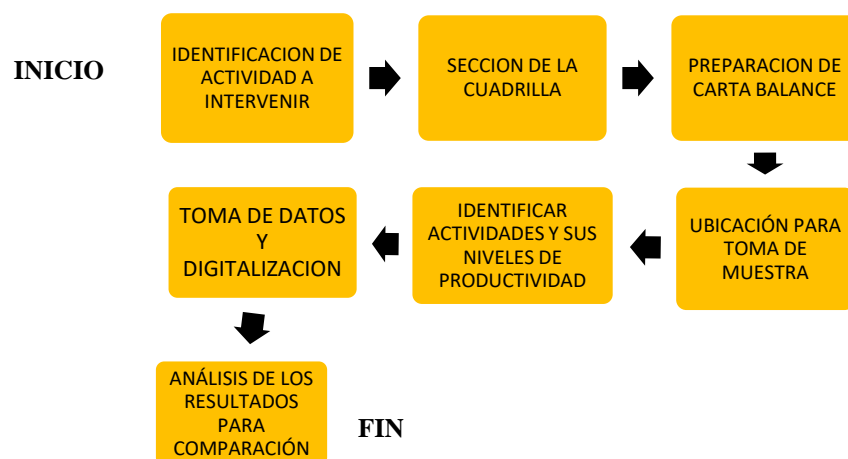 INICIO
IDENTIFICACION DE
ACTIVIDAD A
INTERVENIR
SECCION DE LA
CUADRILLA
PREPARACION DE
CARTA BALANCE
UBICACIÓN PARA
TOMA DE
MUESTRA
IDENTIFICAR
ACTIVIDADES Y SUS
NIVELES DE
PRODUCTIVIDAD
TOMA DE DATOS
Y
DIGITALIZACION
ANÁLISIS DE LOS
RESULTADOS
PARA
COMPARACIÓN
FIN